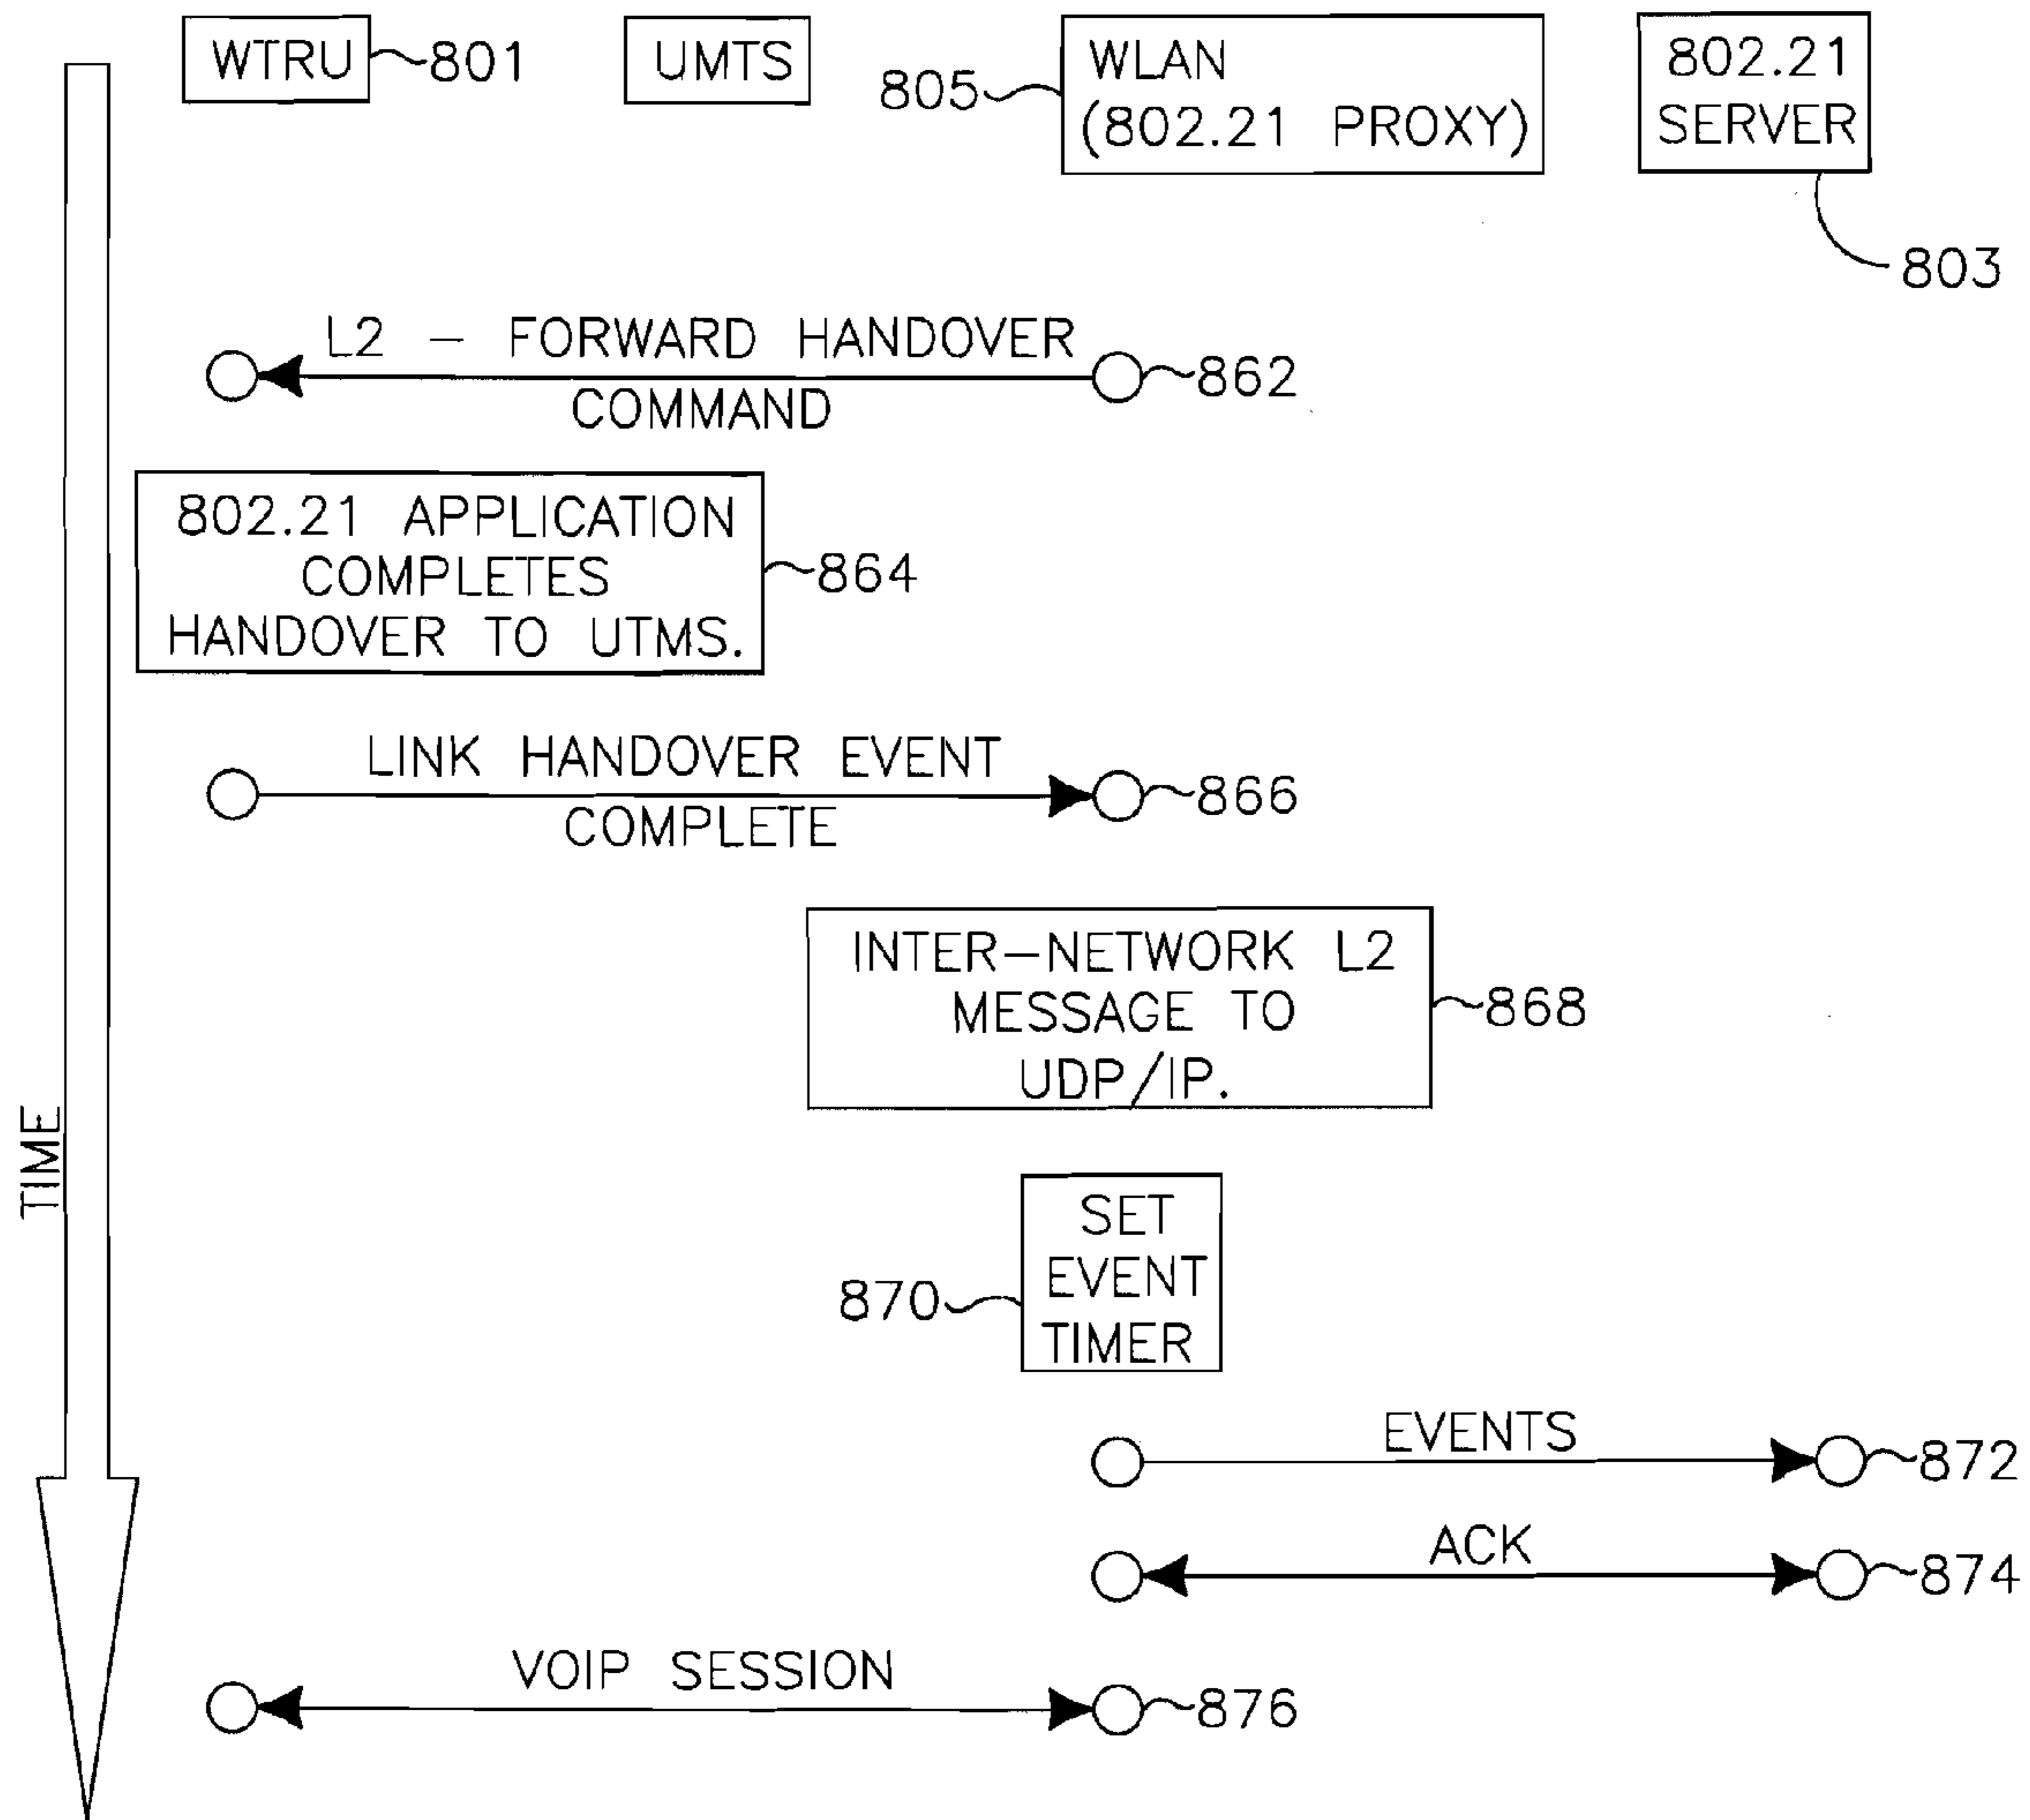 WTRU
801
UMTS
805
WLAN
(802.21 PROXY)
802.21
SERVER
803
L2 – FORWARD HANDOVER
COMMAND
862
802.21 APPLICATION
COMPLETES
HANDOVER TO UTMS.
864
LINK HANDOVER EVENT
COMPLETE
866
INTER–NETWORK L2
MESSAGE TO
UDP/IP.
868
TIME
SET
EVENT
TIMER
870
EVENTS
872
ACK
874
VOIP SESSION
876